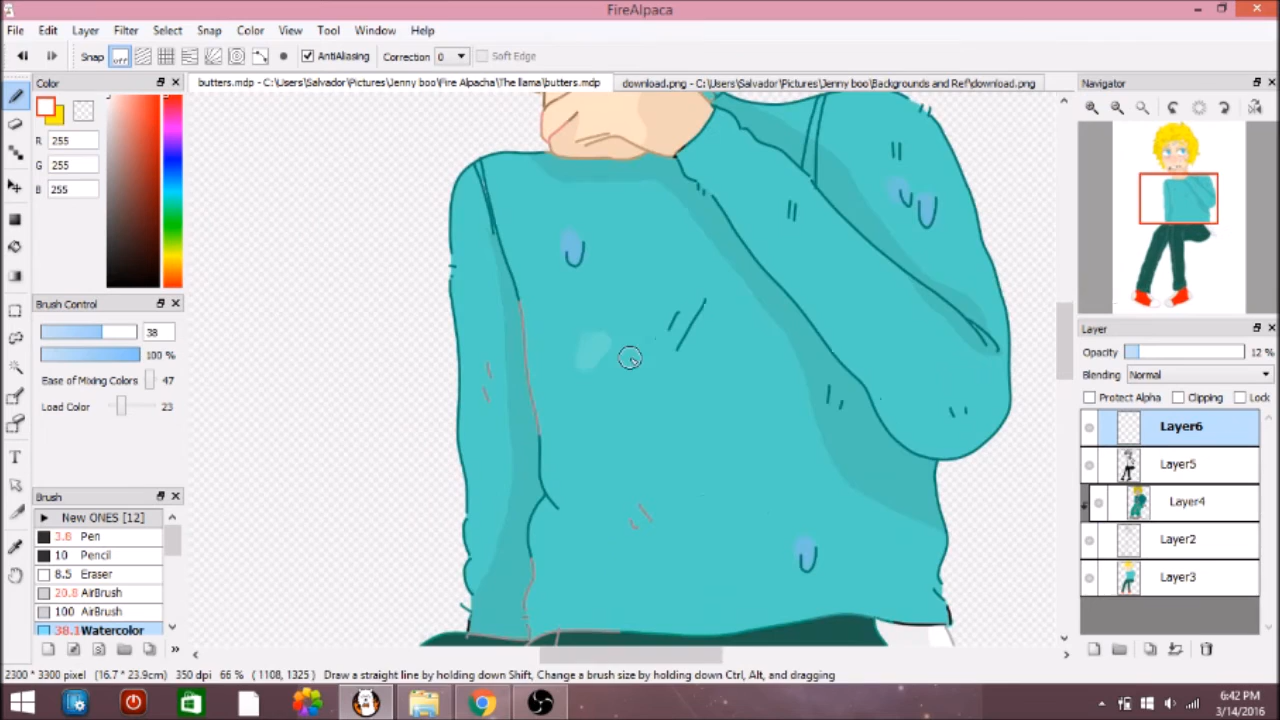 FireAlpaca
File Edit Layer Filter Select Snap Color View Tool Window Help
Snap off AntiAliasing Correction 0 Soft Edge
Color
butters.mdp - C:\Users\Salvador\Pictures\Jenny boo\Fire Alpacha\The llama\butters.mdp
download.png - C:\Users\Salvador\Pictures\Jenny boo\Backgrounds and Ref\download.png
Navigator
R 255
G 255
B 255
Brush Control
38
100 %
Ease of Mixing Colors 47
Load Color 23
Layer
Opacity 12 %
Blending Normal
Protect Alpha Clipping Lock
Layer6
Layer5
Layer4
Layer2
Layer3
Brush
New ONES [12]
3.6 Pen
10 Pencil
8.5 Eraser
20.8 AirBrush
100 AirBrush
38.1 Watercolor
2300 * 3300 pixel (16.7 * 23.9cm) 350 dpi 66 % ( 1108, 1325) Draw a straight line by holding down Shift, Change a brush size by holding down Ctrl, Alt, and dragging
6:42 PM
3/14/2016